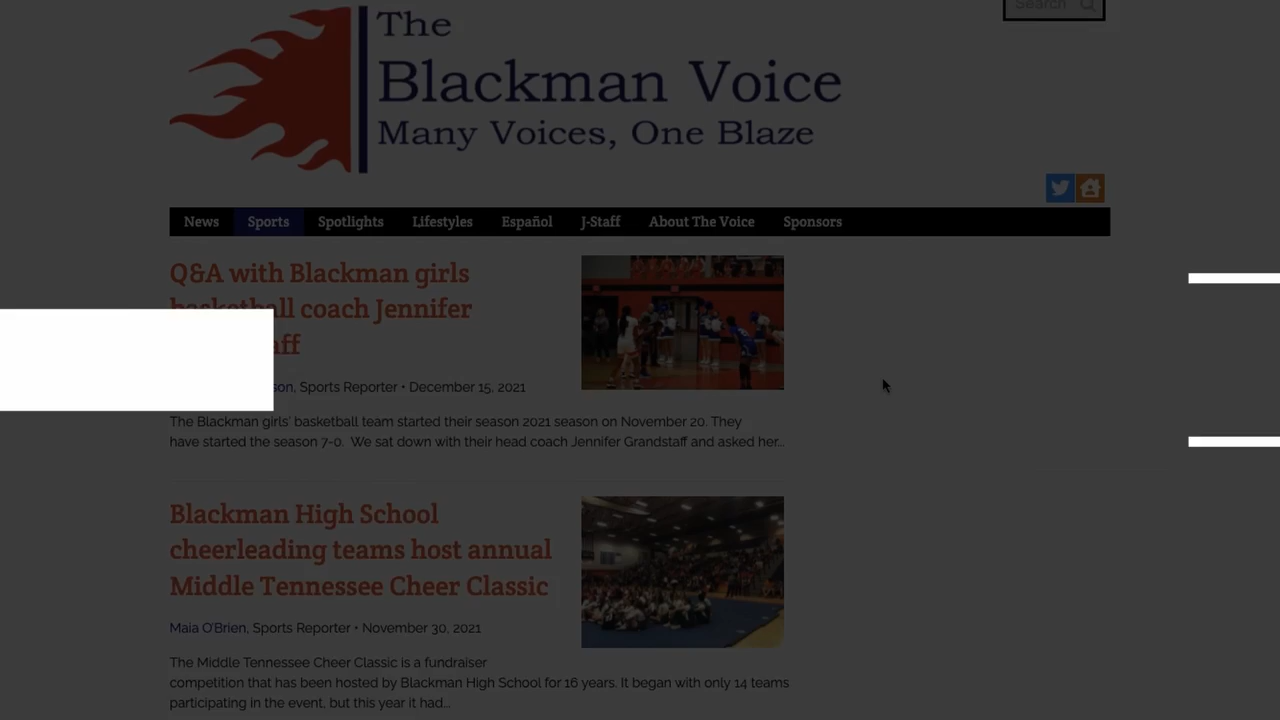 Search
The
Blackman Voice
Many Voices, One Blaze
News Sports Spotlights Lifestyles Español J-Staff About The Voice Sponsors
Q&A with Blackman girls
basketball coach Jennifer
aff
son, Sports Reporter • December 15, 2021
The Blackman girls' basketball team started their season 2021 season on November 20. They
have started the season 7-0. We sat down with their head coach Jennifer Grandstaff and asked her...
Blackman High School
cheerleading teams host annual
Middle Tennessee Cheer Classic
Maia O'Brien, Sports Reporter • November 30, 2021
The Middle Tennessee Cheer Classic is a fundraiser
competition that has been hosted by Blackman High School for 16 years. It began with only 14 teams
participating in the event, but this year it had...